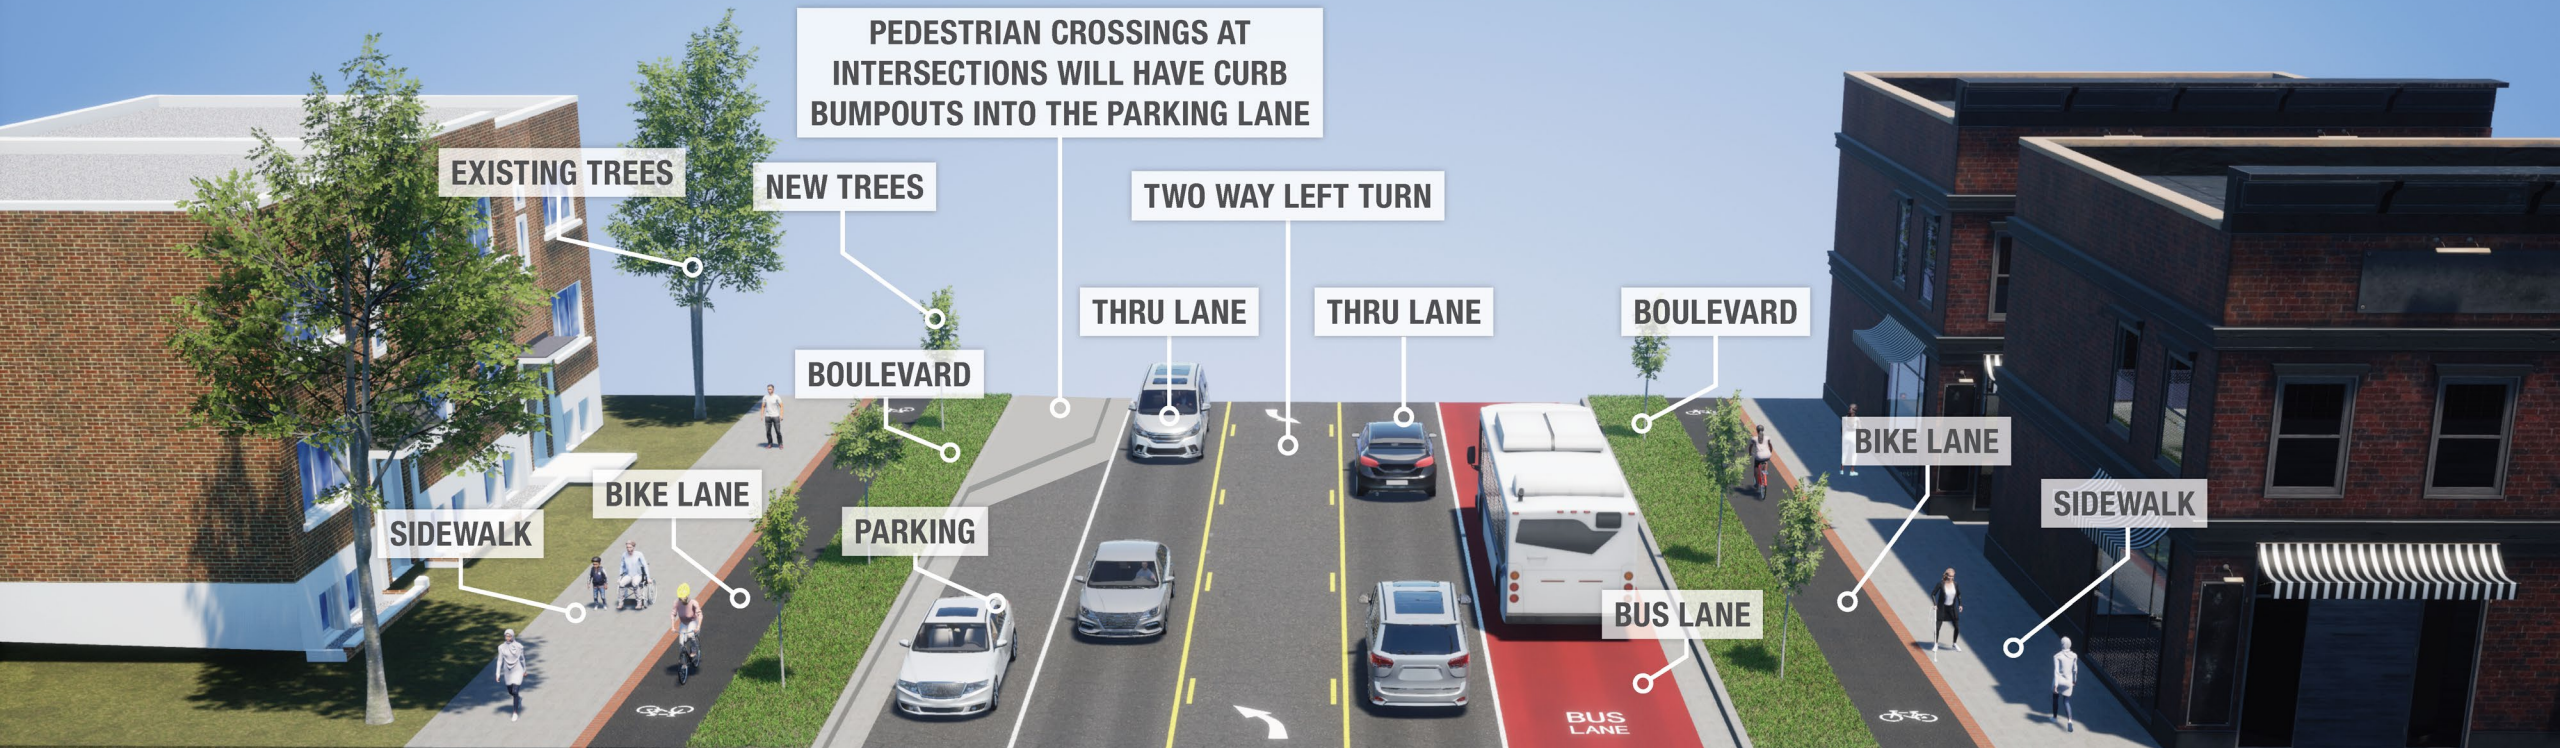 PEDESTRIAN CROSSINGS AT
INTERSECTIONS WILL HAVE CURB
BUMPOUTS INTO THE PARKING LANE
EXISTING TREES
NEW TREES
TWO WAY LEFT TURN
THRU LANE
THRU LANE
BOULEVARD
BOULEVARD
BIKE LANE
BIKE LANE
SIDEWALK
SIDEWALK
PARKING
BUS LANE
BUS
LANE